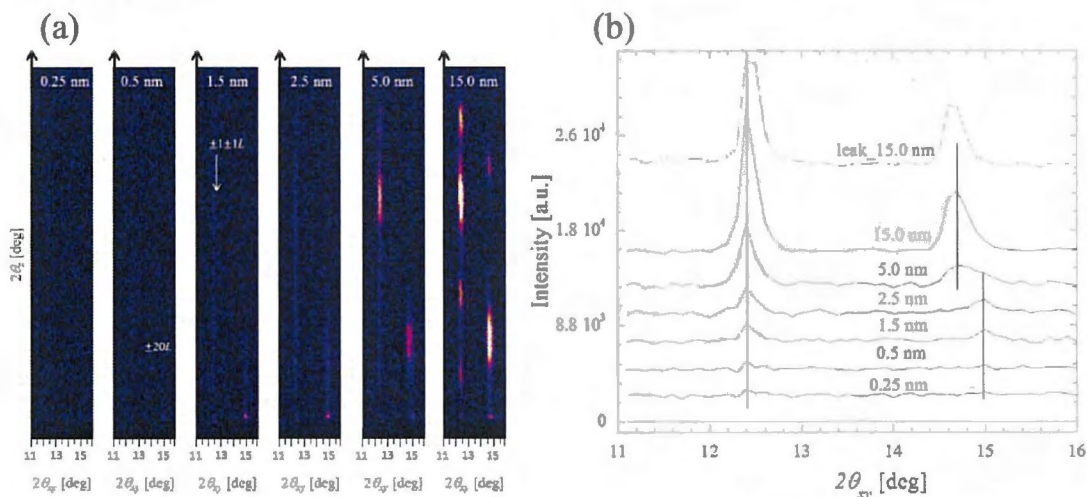 (a)
0.25 nm
0.5 nm
1.5 nm
2.5 nm
5.0 nm
15.0 nm
±1±1L
±20L
2θz [deg]
11 13 15
11 13 15
11 13 15
11 13 15
11 13 15
11 13 15
2θxy [deg]
2θxy [deg]
2θxy [deg]
2θxy [deg]
2θxy [deg]
2θxy [deg]
(b)
Intensity [a.u.]
2.6 10⁴
1.8 10⁴
8.8 10³
0
leak_15.0 nm
15.0 nm
5.0 nm
2.5 nm
1.5 nm
0.5 nm
0.25 nm
11 12 13 14 15 16
2θxy [deg]